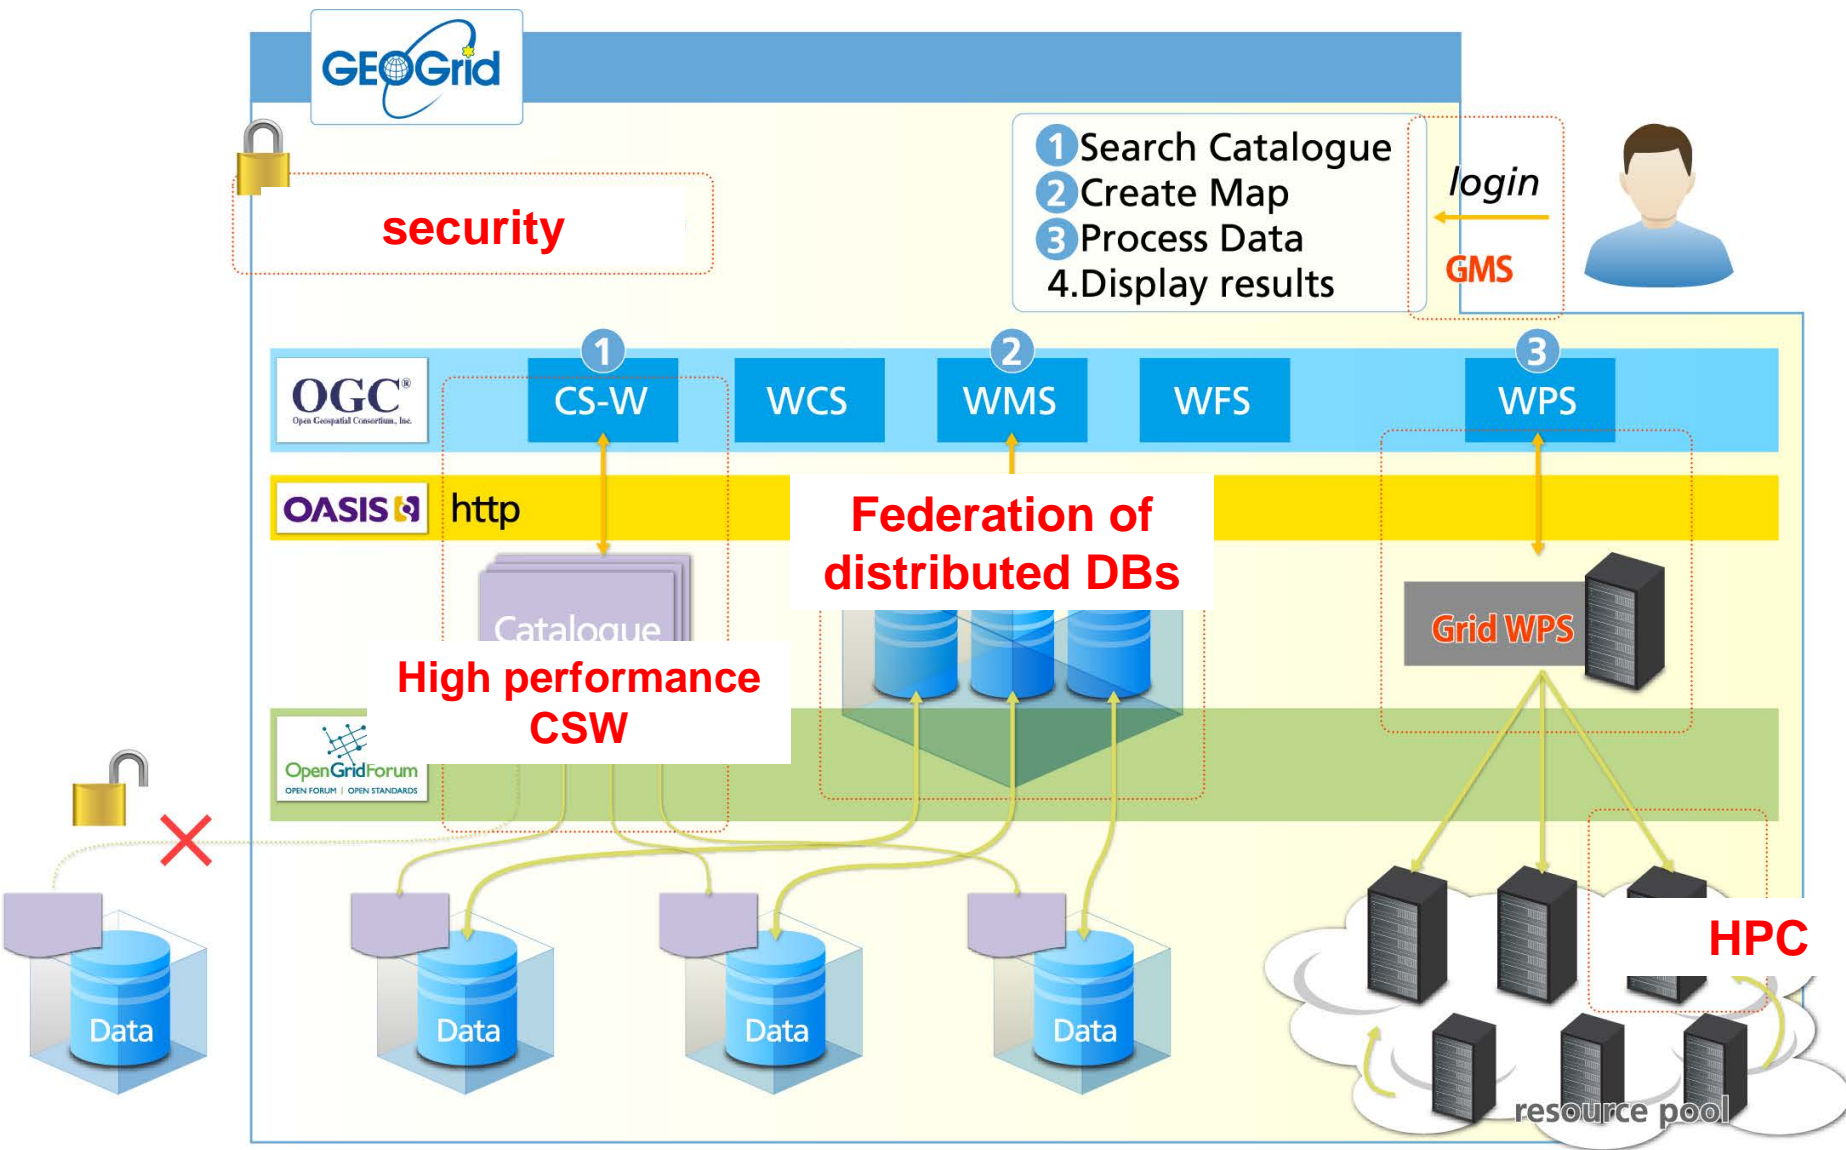 GEOGrid
security
1 Search Catalogue
2 Create Map
3 Process Data
4.Display results
login
GMS
1
2
3
OGC®
Open Geospatial Consortium, Inc.
CS-W
WCS
WMS
WFS
WPS
OASIS
http
Federation of
distributed DBs
Catalogue
High performance
CSW
Grid WPS
OpenGridForum
OPEN FORUM | OPEN STANDARDS
HPC
Data
Data
Data
Data
resource pool